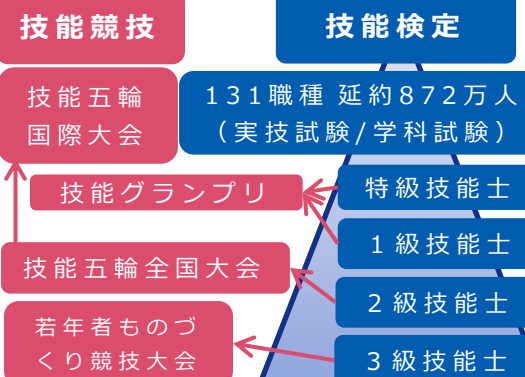 技能競技
技能検定
技能五輪
国際大会
131職種 延約872万人
(実技試験/学科試験)
技能グランプリ
特級技能士
1級技能士
技能五輪全国大会
2級技能士
若年者ものづ
くり競技大会
3級技能士